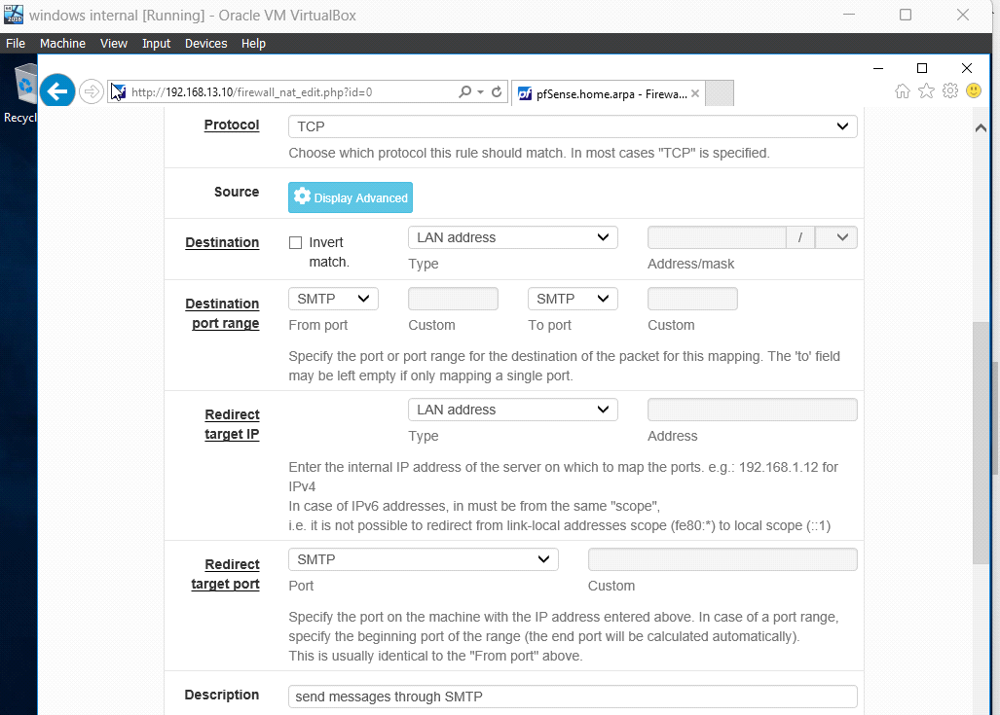 windows internal [Running] - Oracle VM VirtualBox
File Machine View Input Devices Help
http://192.168.13.10/firewall_nat_edit.php?id=0
pfSense.home.arpa - Firewa...
Recycl
Protocol
TCP
Choose which protocol this rule should match. In most cases "TCP" is specified.
Source
Display Advanced
Destination
Invert match.
LAN address
/
Type
Address/mask
Destination port range
SMTP
SMTP
From port
Custom
To port
Custom
Specify the port or port range for the destination of the packet for this mapping. The 'to' field
may be left empty if only mapping a single port.
Redirect target IP
LAN address
Type
Address
Enter the internal IP address of the server on which to map the ports. e.g.: 192.168.1.12 for
IPv4
In case of IPv6 addresses, in must be from the same "scope",
i.e. it is not possible to redirect from link-local addresses scope (fe80:*) to local scope (::1)
Redirect target port
SMTP
Port
Custom
Specify the port on the machine with the IP address entered above. In case of a port range,
specify the beginning port of the range (the end port will be calculated automatically).
This is usually identical to the "From port" above.
Description
send messages through SMTP